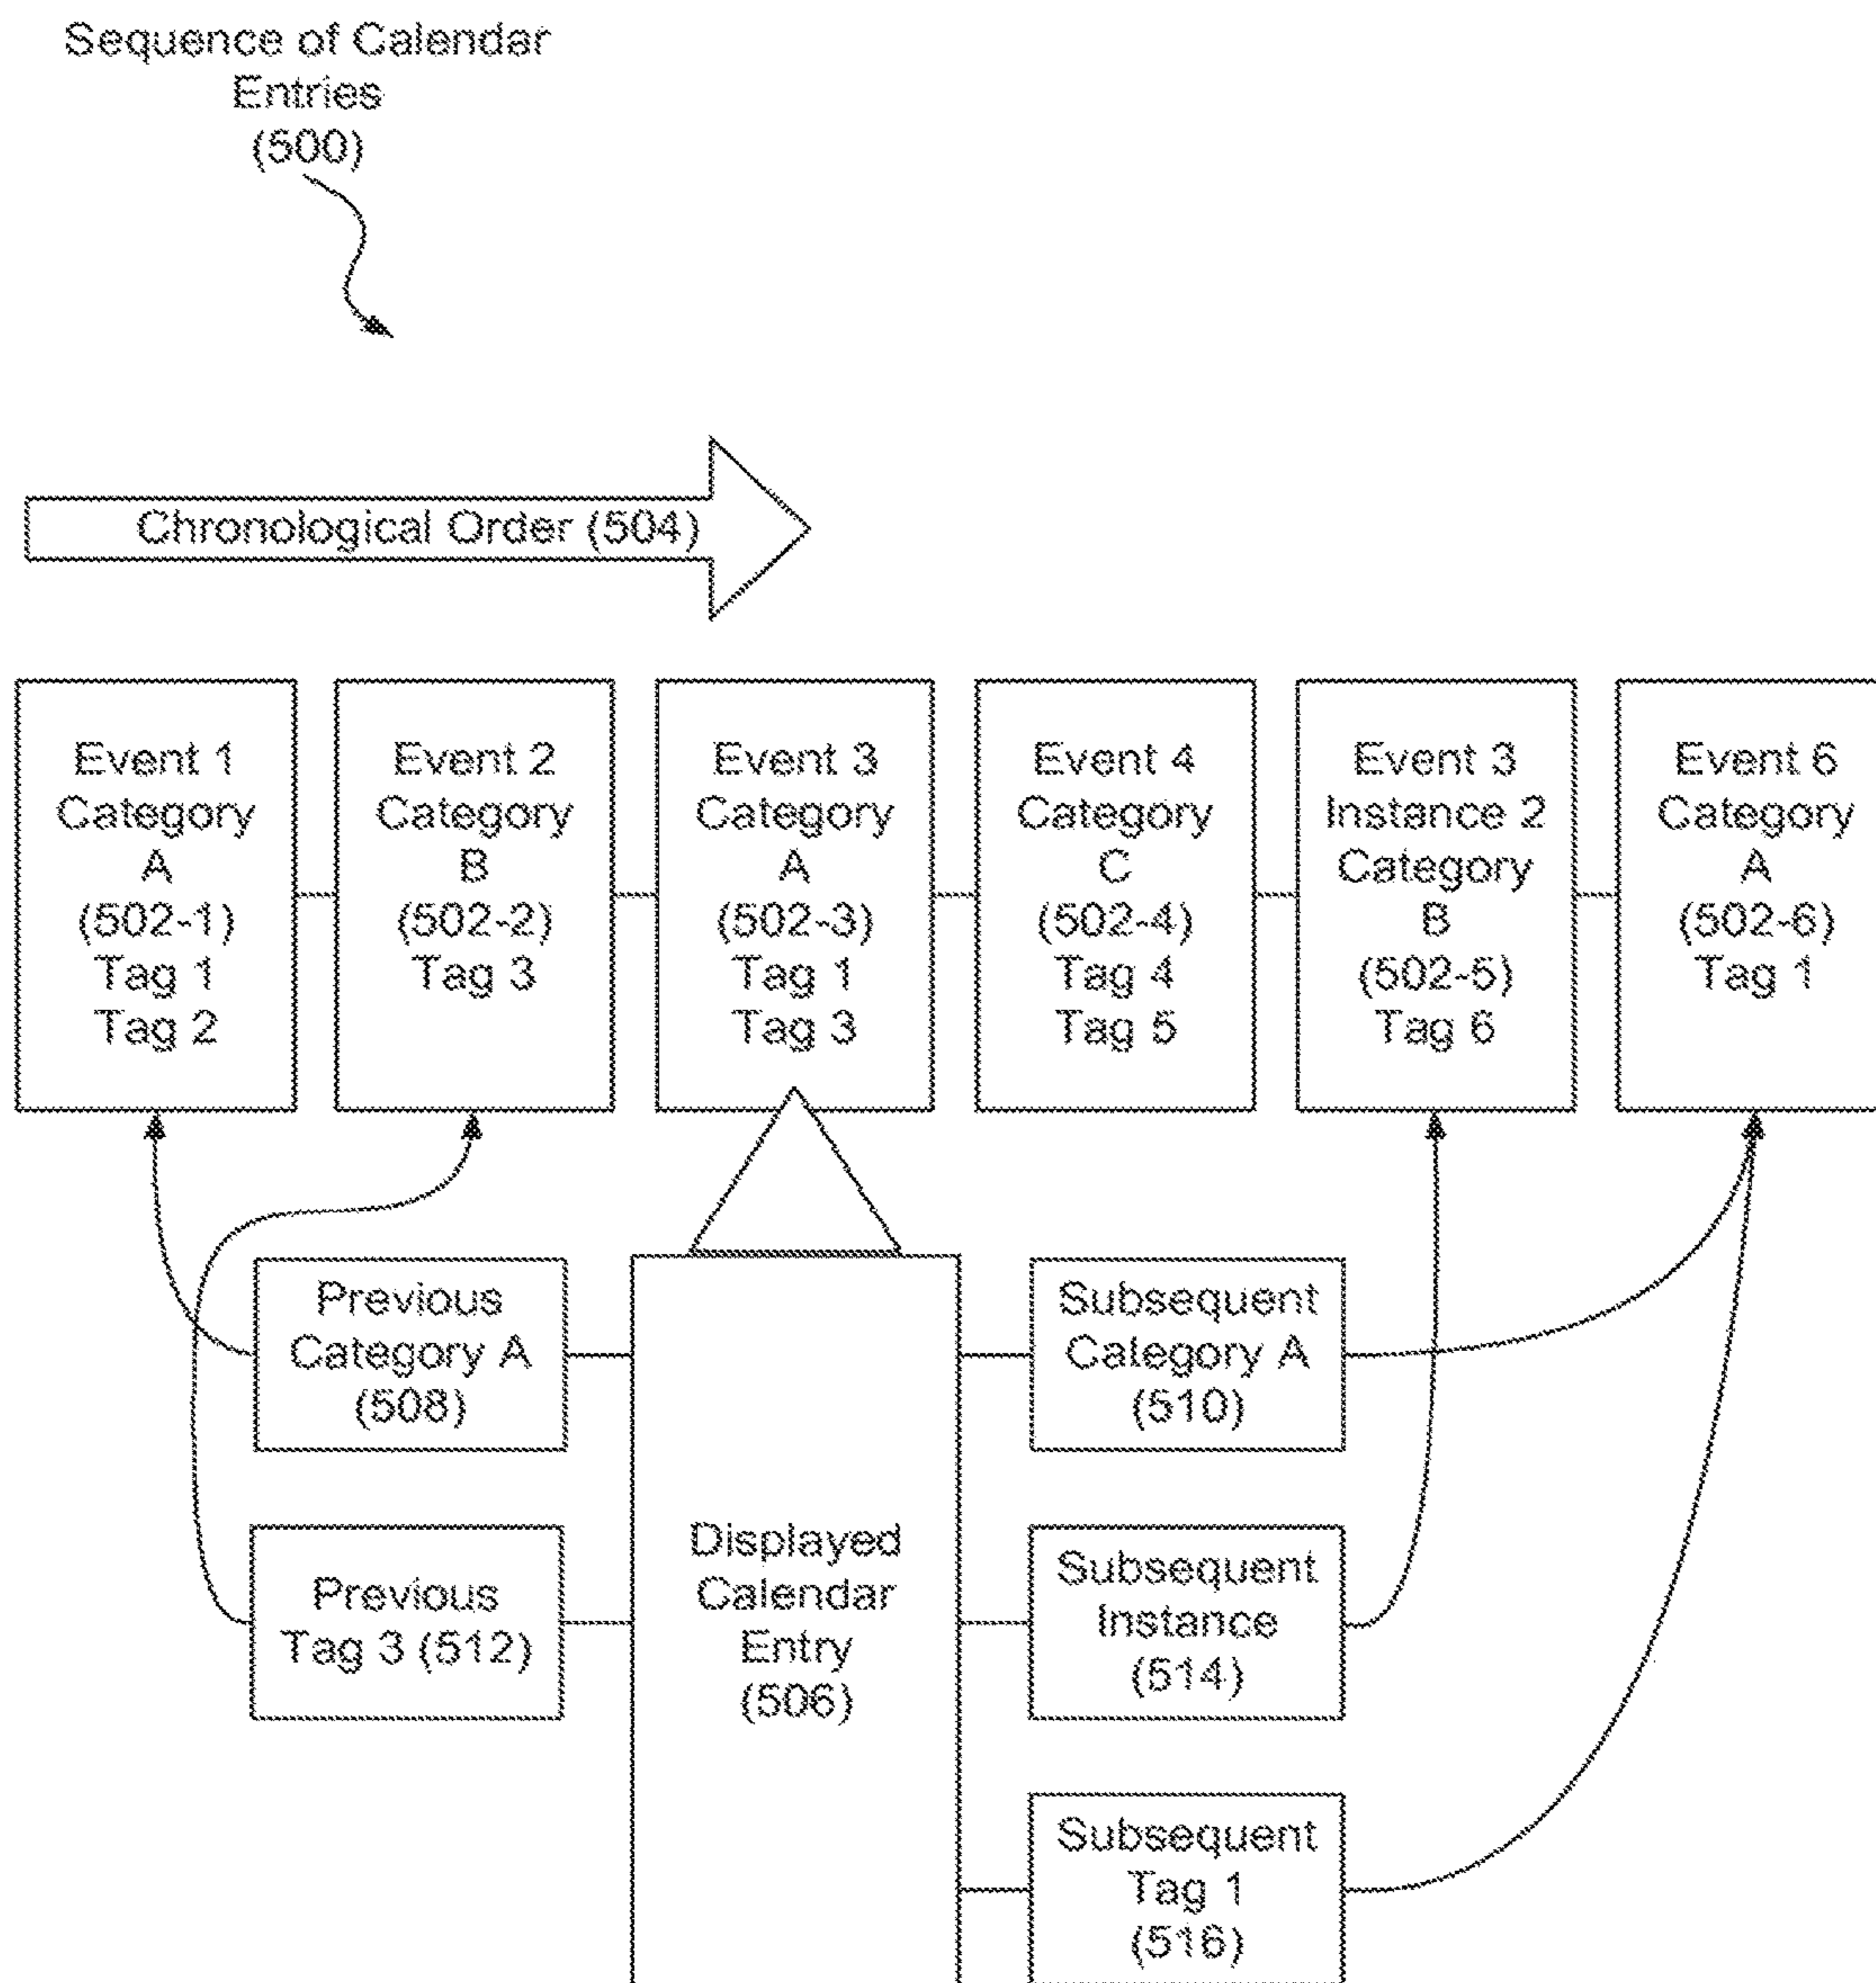 Sequence of Calendar
Entries
(500)
Chronological Order (504)
Event 1
Category
A
(502-1)
Tag 1
Tag 2
Event 2
Category
B
(502-2)
Tag 3
Event 3
Category
A
(502-3)
Tag 1
Tag 3
Event 4
Category
C
(502-4)
Tag 4
Tag 5
Event 3
Instance 2
Category
B
(502-5)
Tag 6
Event 6
Category
A
(502-6)
Tag 1
Previous
Category A
(508)
Previous
Tag 3 (512)
Displayed
Calendar
Entry
(506)
Subsequent
Category A
(510)
Subsequent
Instance
(514)
Subsequent
Tag 1
(516)